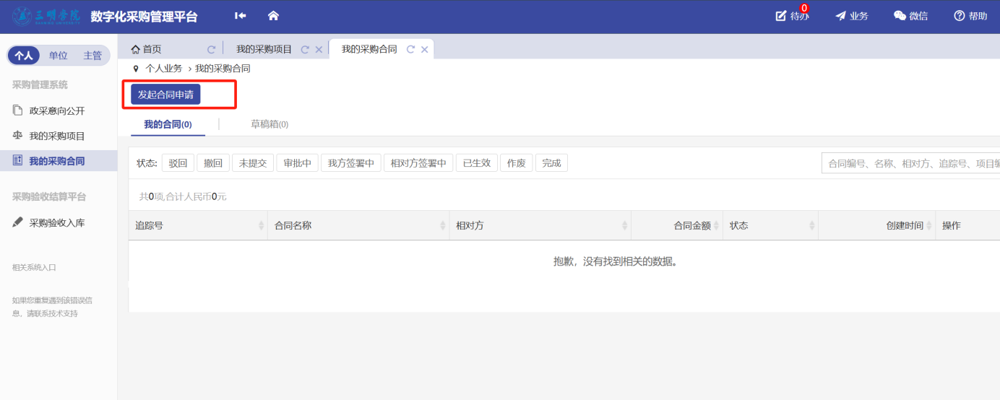 三明学院 数字化采购管理平台 0 待办 业务 微信 帮助
SANMING UNIVERSITY
个人 单位 主管
首页 我的采购项目 我的采购合同
个人业务 › 我的采购合同
采购管理系统
发起合同申请
政采意向公开
我的合同(0) 草稿箱(0)
我的采购项目
我的采购合同
状态: 驳回 撤回 未提交 审批中 我方签署中 相对方签署中 已生效 作废 完成 合同编号、名称、相对方、追踪号、项目编
采购验收结算平台
共0项,合计人民币0元
采购验收入库
追踪号 合同名称 相对方 合同金额 状态 创建时间 操作
抱歉，没有找到相关的数据。
相关系统入口
如果您重复遇到该错误信
息，请联系技术支持